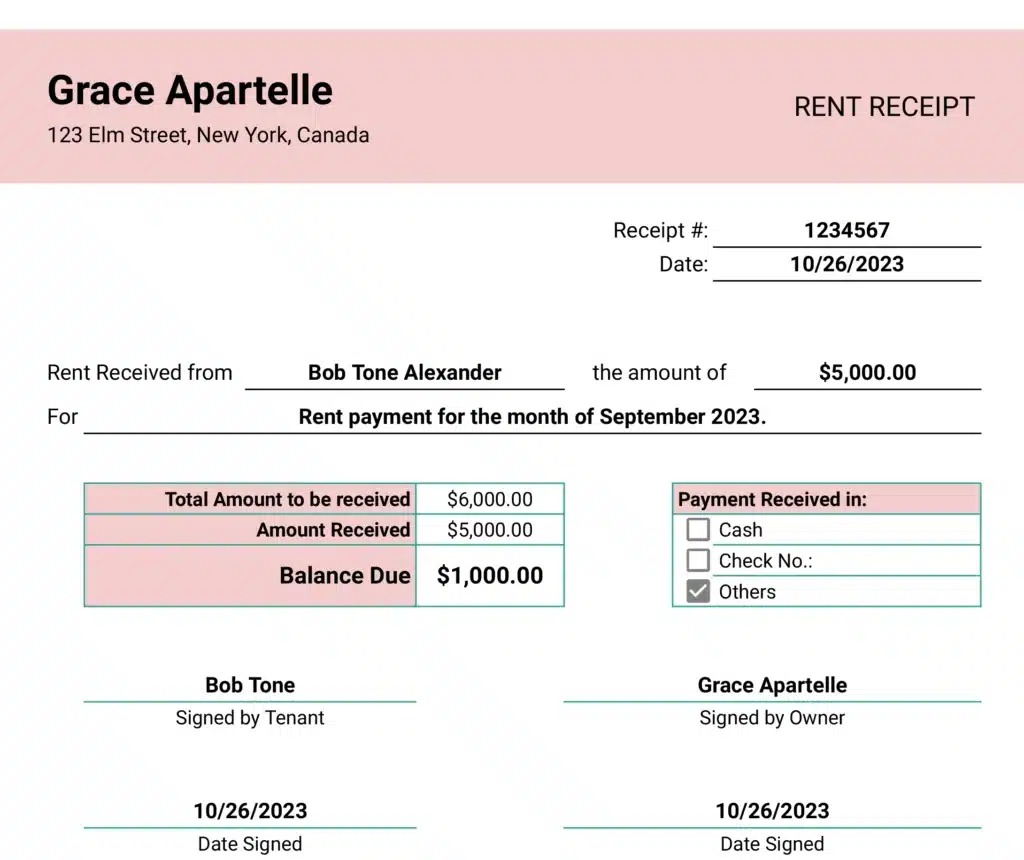 Grace Apartelle
123 Elm Street, New York, Canada
RENT RECEIPT
Receipt #: 1234567
Date: 10/26/2023
Rent Received from Bob Tone Alexander the amount of $5,000.00
For Rent payment for the month of September 2023.
Total Amount to be received $6,000.00
Amount Received $5,000.00
Balance Due $1,000.00
Payment Received in:
Cash
Check No.:
Others
Bob Tone
Signed by Tenant
Grace Apartelle
Signed by Owner
10/26/2023
Date Signed
10/26/2023
Date Signed